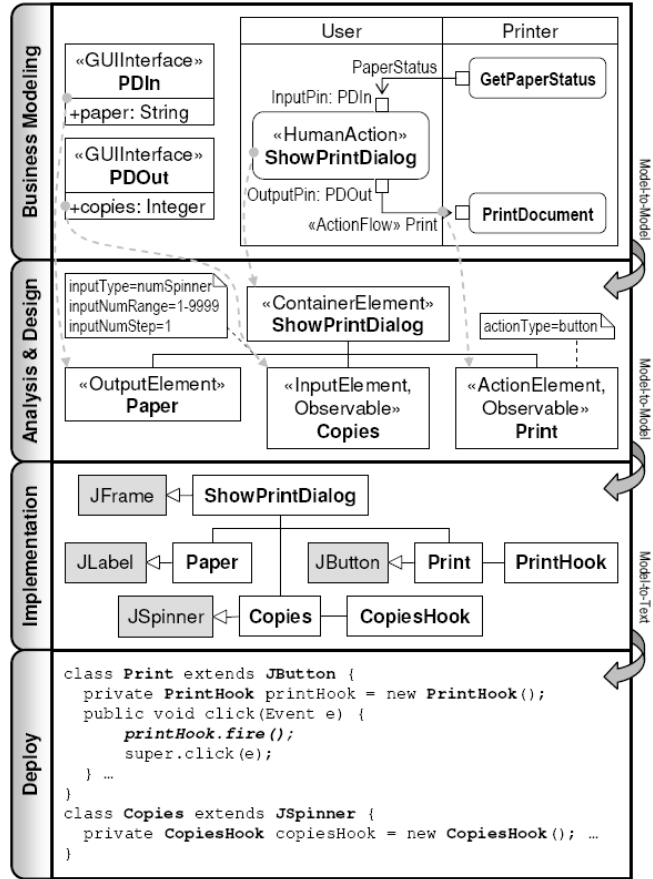 Business Modeling
«GUIInterface»
PDIn
+paper: String
«GUIInterface»
PDOut
+copies: Integer
User
Printer
PaperStatus
GetPaperStatus
InputPin: PDIn
«HumanAction»
ShowPrintDialog
OutputPin: PDOut
«ActionFlow» Print
PrintDocument
Model-to-Model
Analysis & Design
inputType=numSpinner
inputNumRange=1-9999
inputNumStep=1
«ContainerElement»
ShowPrintDialog
actionType=button
«OutputElement»
Paper
«InputElement,
Observable»
Copies
«ActionElement,
Observable»
Print
Model-to-Model
Implementation
JFrame
ShowPrintDialog
JLabel
Paper
JButton
Print
PrintHook
JSpinner
Copies
CopiesHook
Model-to-Text
Deploy
class Print extends JButton {
private PrintHook printHook = new PrintHook();
public void click(Event e) {
printHook.fire();
super.click(e);
} …
}
class Copies extends JSpinner {
private CopiesHook copiesHook = new CopiesHook(); …
}